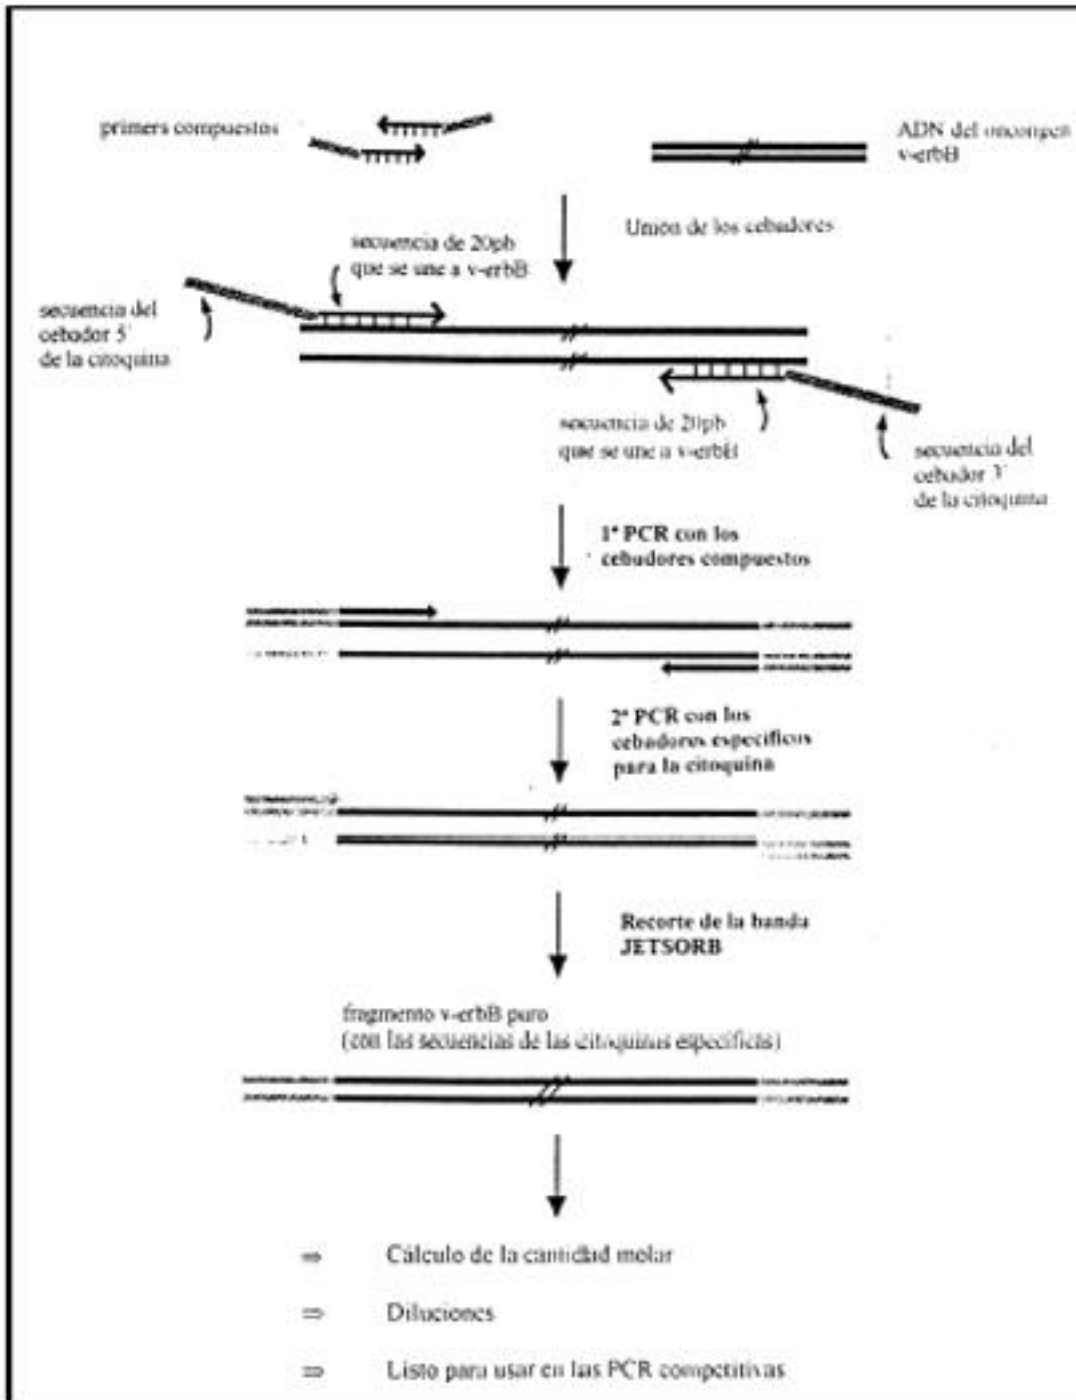 primers compuestos
ADN del oncogen
v-erbB
Unión de los cebadores
secuencia de 20pb
que se une a v-erbB
secuencia del
cebador 5´
de la citoquina
secuencia de 20pb
que se une a v-erbB
secuencia del
cebador 3´
de la citoquina
1ª PCR con los
cebadores compuestos
2ª PCR con los
cebadores específicos
para la citoquina
Recorte de la banda
JETSORB
fragmento v-erbB puro
(con las secuencias de las citoquinas específicas)
⇒ Cálculo de la cantidad molar
⇒ Diluciones
⇒ Listo para usar en las PCR competitivas